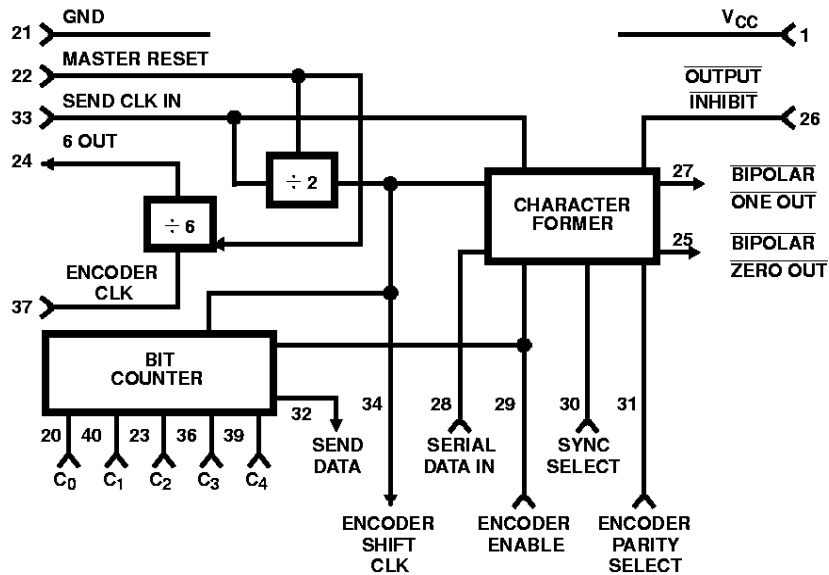 GND
21
V_CC
1
MASTER RESET
22
OUTPUT
INHIBIT
SEND CLK IN
33
26
6 OUT
24
÷ 2
27
BIPOLAR
ONE OUT
CHARACTER
FORMER
÷ 6
25
BIPOLAR
ZERO OUT
ENCODER
CLK
37
BIT
COUNTER
32
34
28
29
30
31
20
40
23
36
39
SEND
DATA
SERIAL
DATA IN
SYNC
SELECT
C0
C1
C2
C3
C4
ENCODER
SHIFT
CLK
ENCODER
ENABLE
ENCODER
PARITY
SELECT